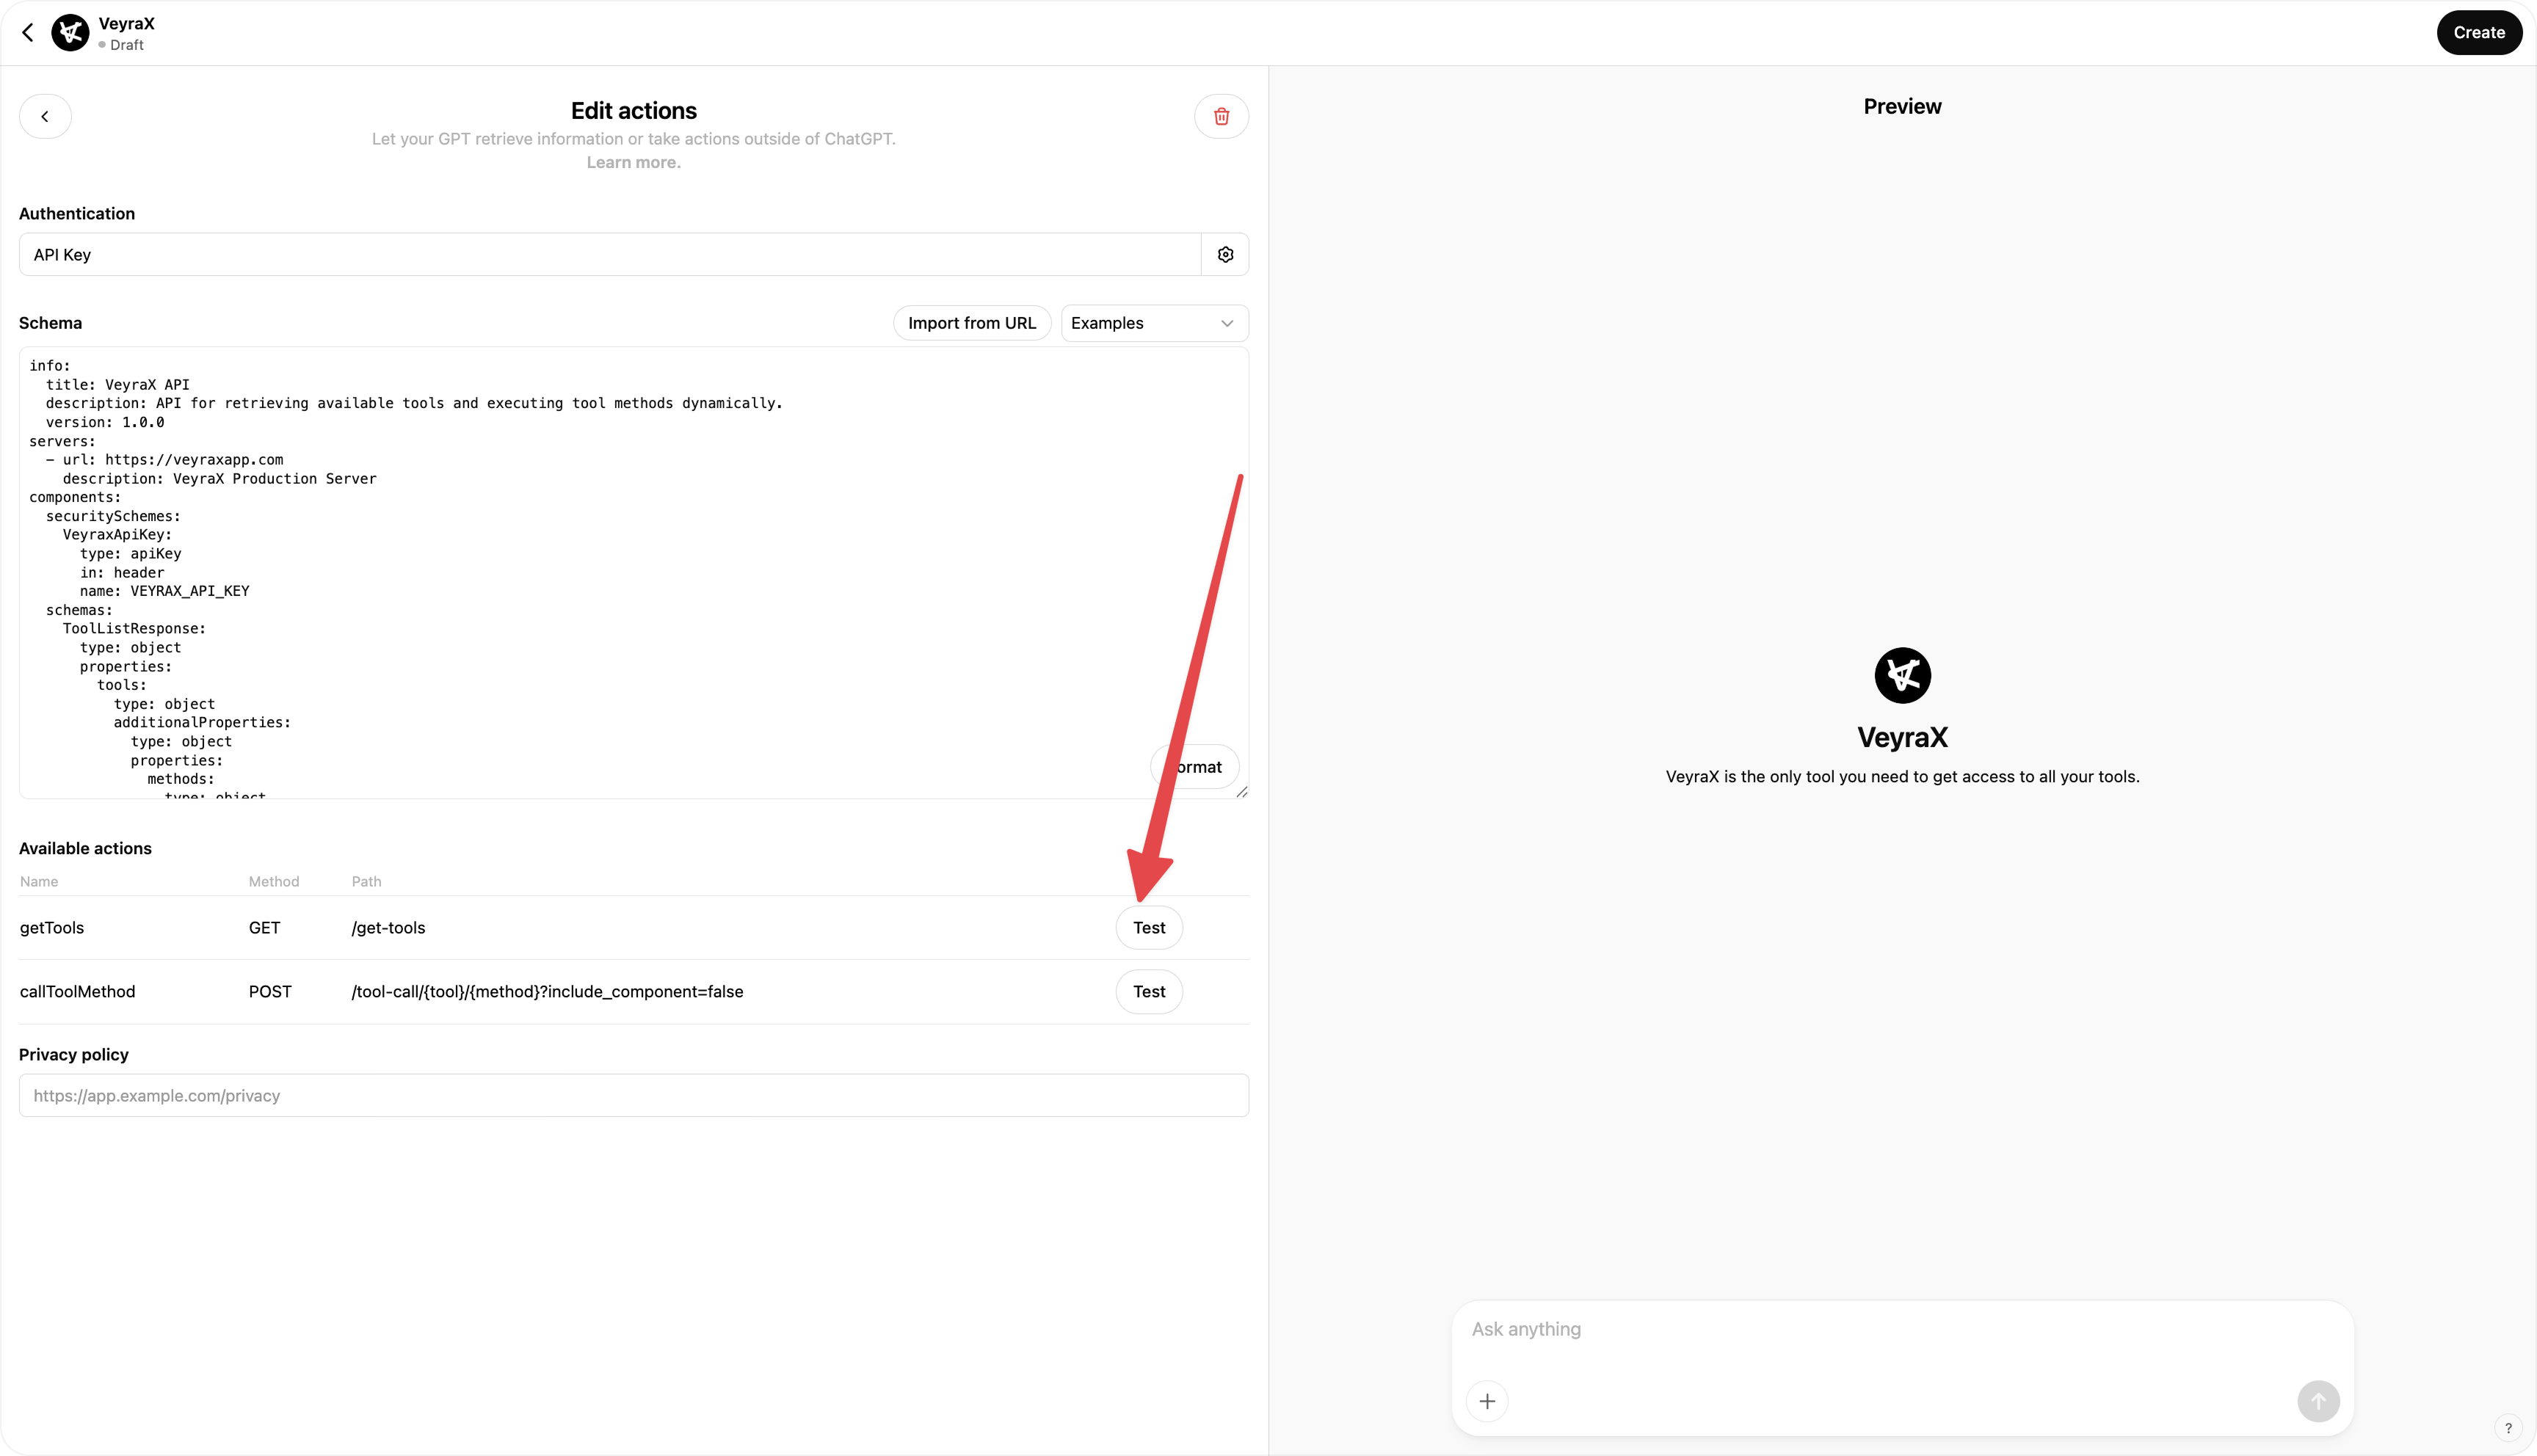 VeyraX
Draft
Create
Edit actions
Let your GPT retrieve information or take actions outside of ChatGPT.
Learn more.
Authentication
API Key
Schema
Import from URL
Examples
info:
  title: VeyraX API
  description: API for retrieving available tools and executing tool methods dynamically.
  version: 1.0.0
servers:
  - url: https://veyraxapp.com
    description: VeyraX Production Server
components:
  securitySchemes:
    VeyraxApiKey:
      type: apiKey
      in: header
      name: VEYRAX_API_KEY
  schemas:
    ToolListResponse:
      type: object
      properties:
        tools:
          type: object
          additionalProperties:
            type: object
            properties:
              methods:
                type: object
ormat
Available actions
Name Method Path
getTools GET /get-tools Test
callToolMethod POST /tool-call/{tool}/{method}?include_component=false Test
Privacy policy
https://app.example.com/privacy
Preview
VeyraX
VeyraX is the only tool you need to get access to all your tools.
Ask anything
?